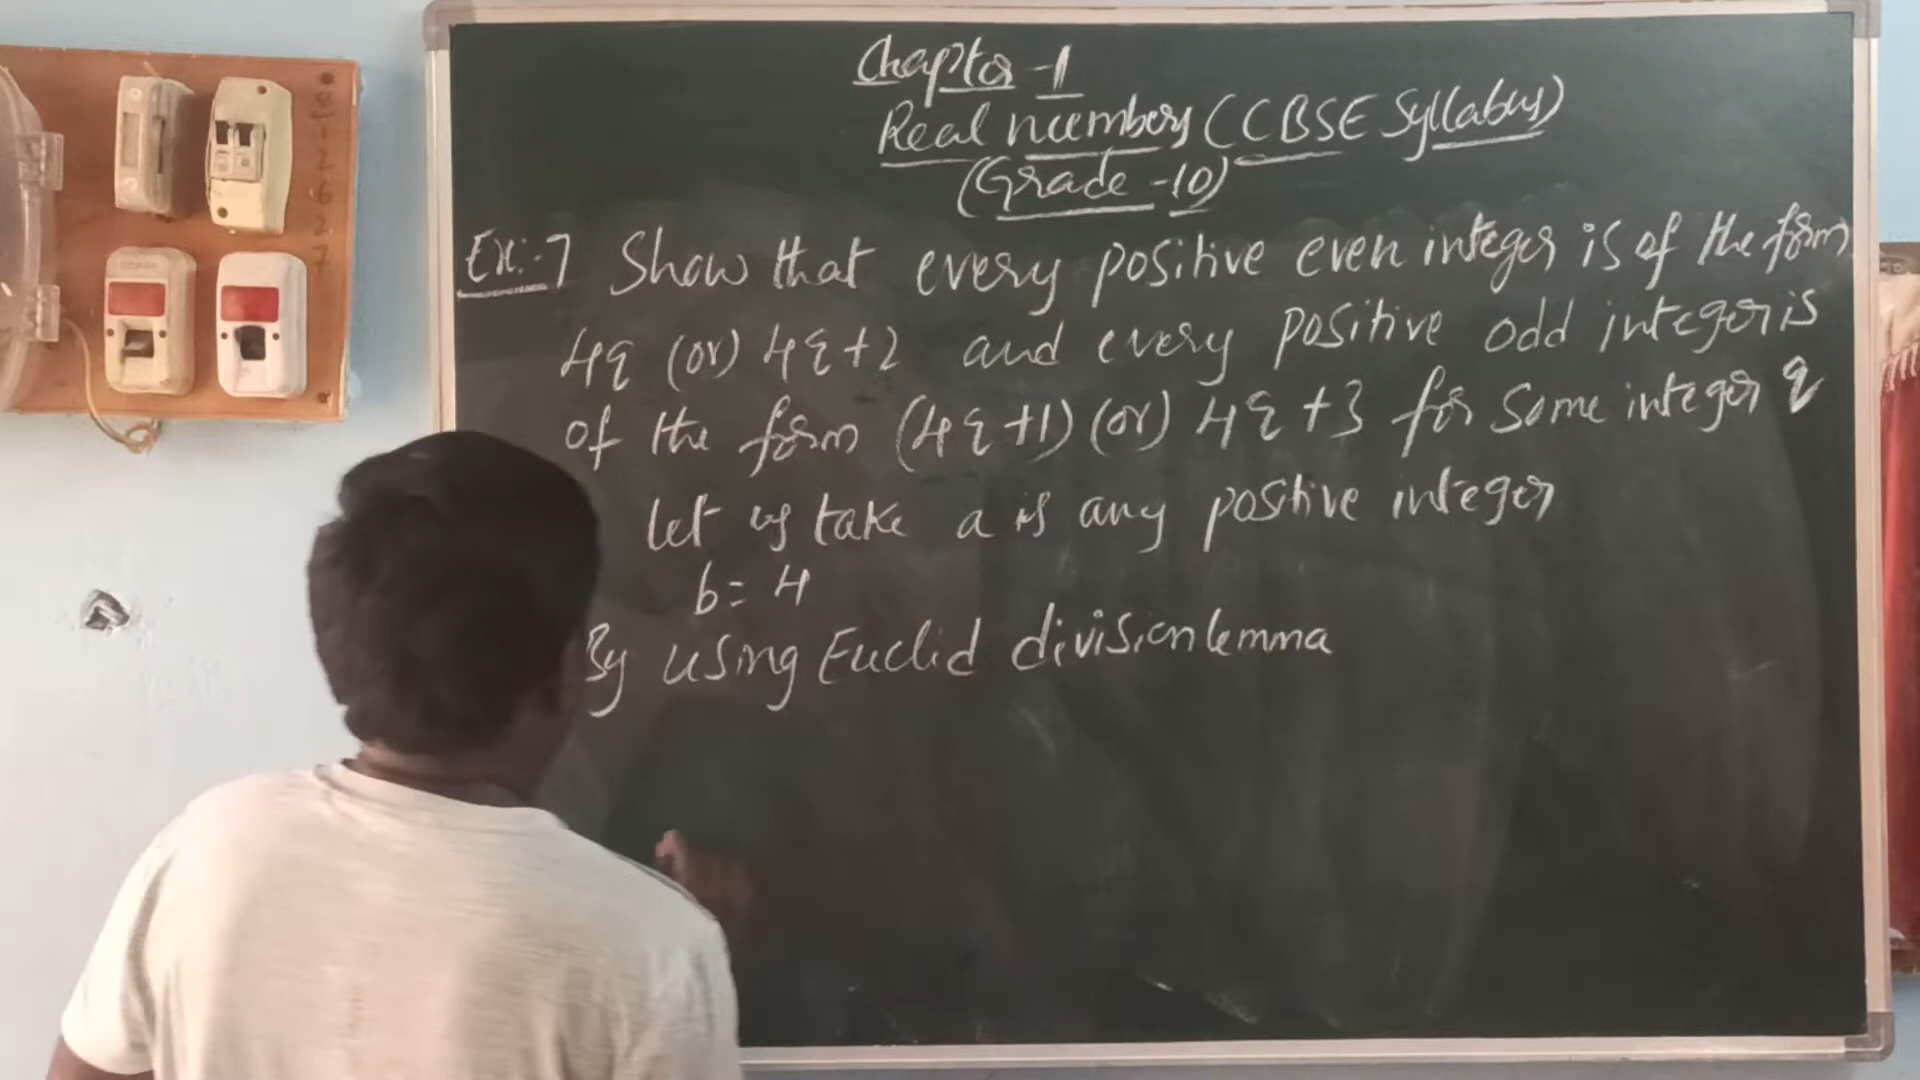 Chapter -1
Real numbers (CBSE Syllabus)
(Grade -10)
Ex:-7 Show that every positive even integer is of the form
4q (or) 4q+2 and every positive odd integer is
of the form (4q+1) (or) 4q+3 for some integer q
let us take a is any positive integer
b= 4
By using Euclid division lemma